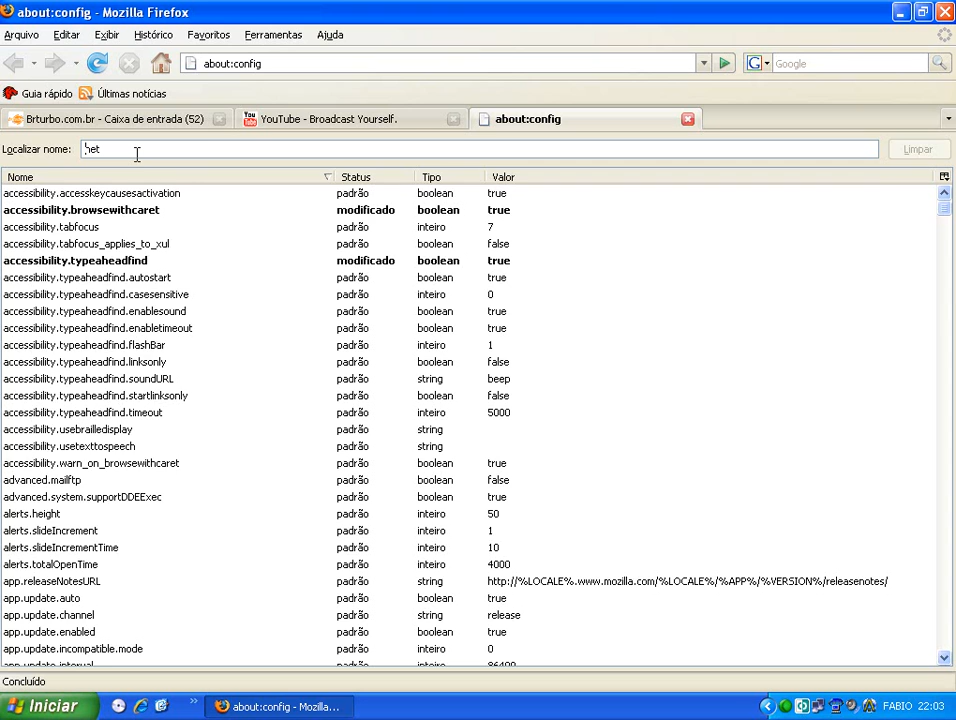 about:config - Mozilla Firefox
Arquivo Editar Exibir Histórico Favoritos Ferramentas Ajuda
about:config G Google
Guia rápido Últimas notícias
Brturbo.com.br - Caixa de entrada (52) You Tube YouTube - Broadcast Yourself. about:config
Localizar nome: net Limpar
Nome Status Tipo Valor
accessibility.accesskeycausesactivation padrão boolean true
accessibility.browsewithcaret modificado boolean true
accessibility.tabfocus padrão inteiro 7
accessibility.tabfocus_applies_to_xul padrão boolean false
accessibility.typeaheadfind modificado boolean true
accessibility.typeaheadfind.autostart padrão boolean true
accessibility.typeaheadfind.casesensitive padrão inteiro 0
accessibility.typeaheadfind.enablesound padrão boolean true
accessibility.typeaheadfind.enabletimeout padrão boolean true
accessibility.typeaheadfind.flashBar padrão inteiro 1
accessibility.typeaheadfind.linksonly padrão boolean false
accessibility.typeaheadfind.soundURL padrão string beep
accessibility.typeaheadfind.startlinksonly padrão boolean false
accessibility.typeaheadfind.timeout padrão inteiro 5000
accessibility.usebrailledisplay padrão string
accessibility.usetexttospeech padrão string
accessibility.warn_on_browsewithcaret padrão boolean true
advanced.mailftp padrão boolean false
advanced.system.supportDDEExec padrão boolean true
alerts.height padrão inteiro 50
alerts.slideIncrement padrão inteiro 1
alerts.slideIncrementTime padrão inteiro 10
alerts.totalOpenTime padrão inteiro 4000
app.releaseNotesURL padrão string http://%LOCALE%.www.mozilla.com/%LOCALE%/%APP%/%VERSION%/releasenotes/
app.update.auto padrão boolean true
app.update.channel padrão string release
app.update.enabled padrão boolean true
app.update.incompatible.mode padrão inteiro 0
app.update.interval padrão inteiro 86400
Concluído
Iniciar about:config - Mozilla... FABIO 22:03